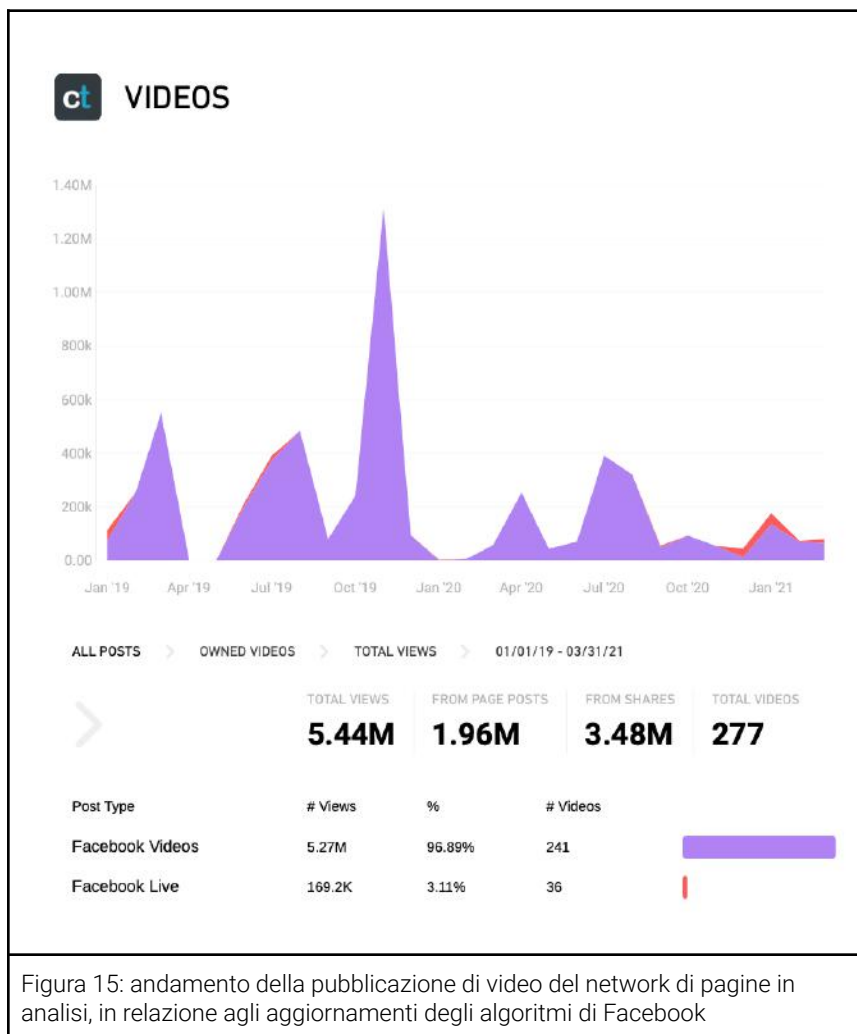 ct VIDEOS
1.40M
1.20M
1.00M
800k
600k
400k
200k
0.00
Jan '19 Apr '19 Jul '19 Oct '19 Jan '20 Apr '20 Jul '20 Oct '20 Jan '21
ALL POSTS OWNED VIDEOS TOTAL VIEWS 01/01/19 - 03/31/21
TOTAL VIEWS FROM PAGE POSTS FROM SHARES TOTAL VIDEOS
5.44M 1.96M 3.48M 277
Post Type # Views % # Videos
Facebook Videos 5.27M 96.89% 241
Facebook Live 169.2K 3.11% 36
Figura 15: andamento della pubblicazione di video del network di pagine in
analisi, in relazione agli aggiornamenti degli algoritmi di Facebook